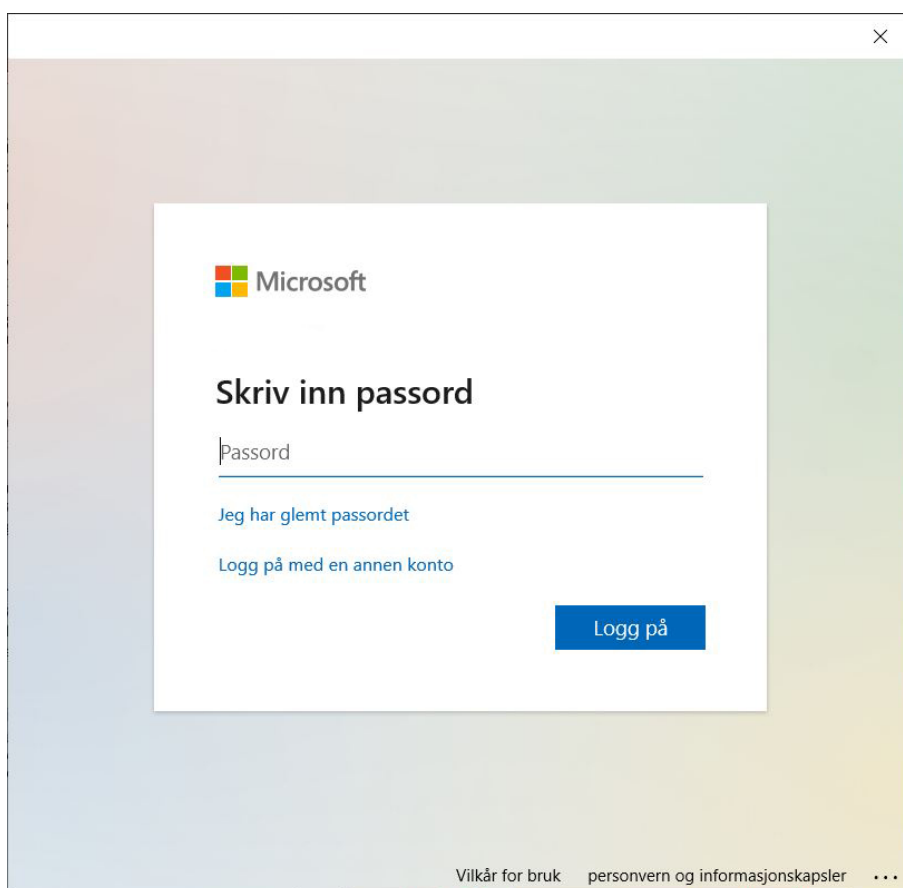 Microsoft
Skriv inn passord
Passord
Jeg har glemt passordet
Logg på med en annen konto
Logg på
Vilkår for bruk personvern og informasjonskapsler ...